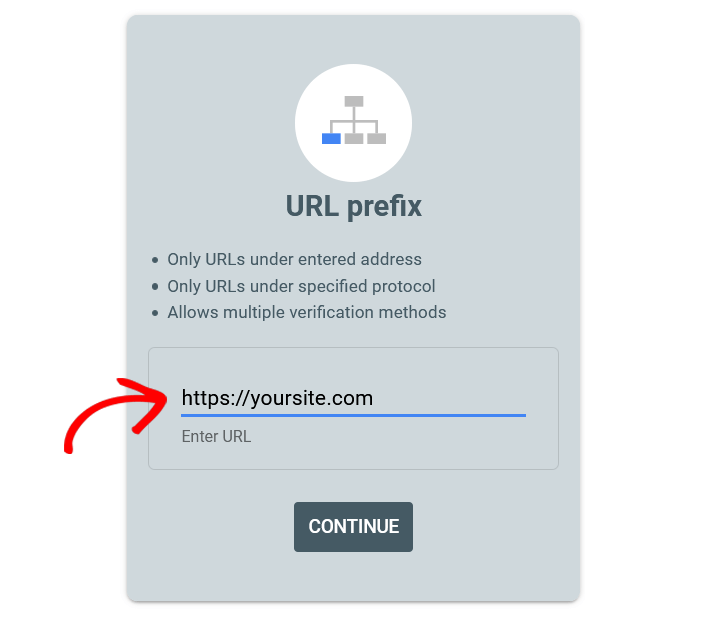 URL prefix
Only URLs under entered address
Only URLs under specified protocol
Allows multiple verification methods
https://yoursite.com
Enter URL
CONTINUE